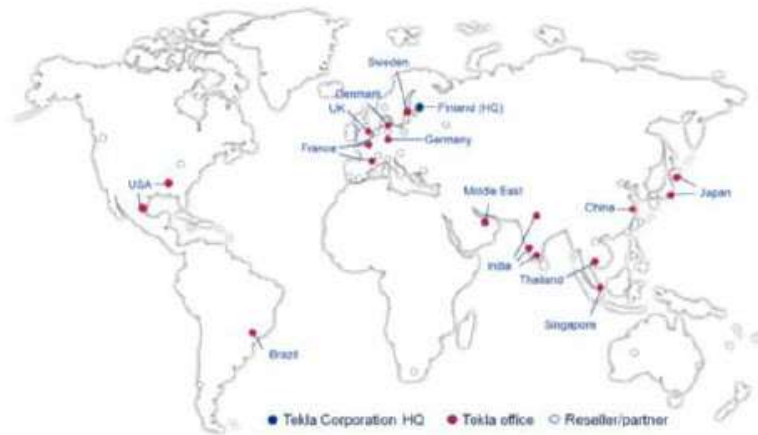 Sweden
Denmark
UK
Finland (HQ)
France
Germany
USA
Middle East
China
Japan
India
Thailand
Singapore
Brazil
Tekla Corporation HQ
Tekla office
Reseller/partner